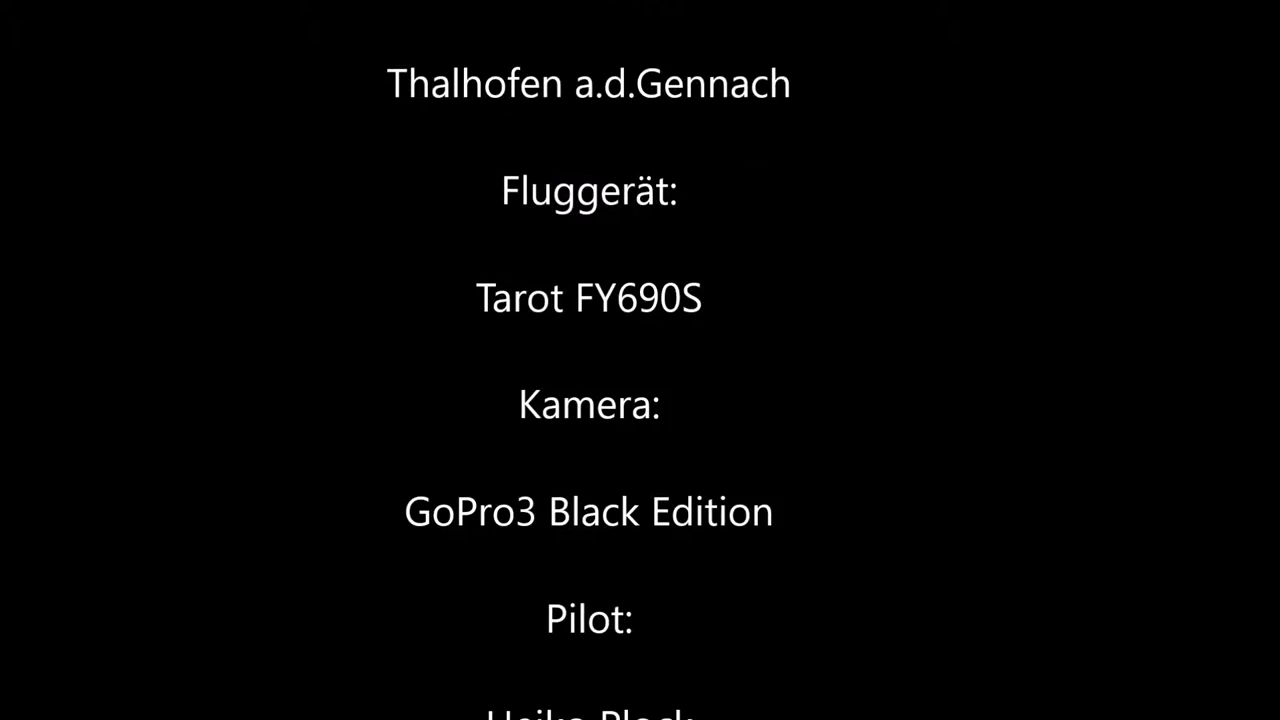 Thalhofen a.d.Gennach
Fluggerät:
Tarot FY690S
Kamera:
GoPro3 Black Edition
Pilot: